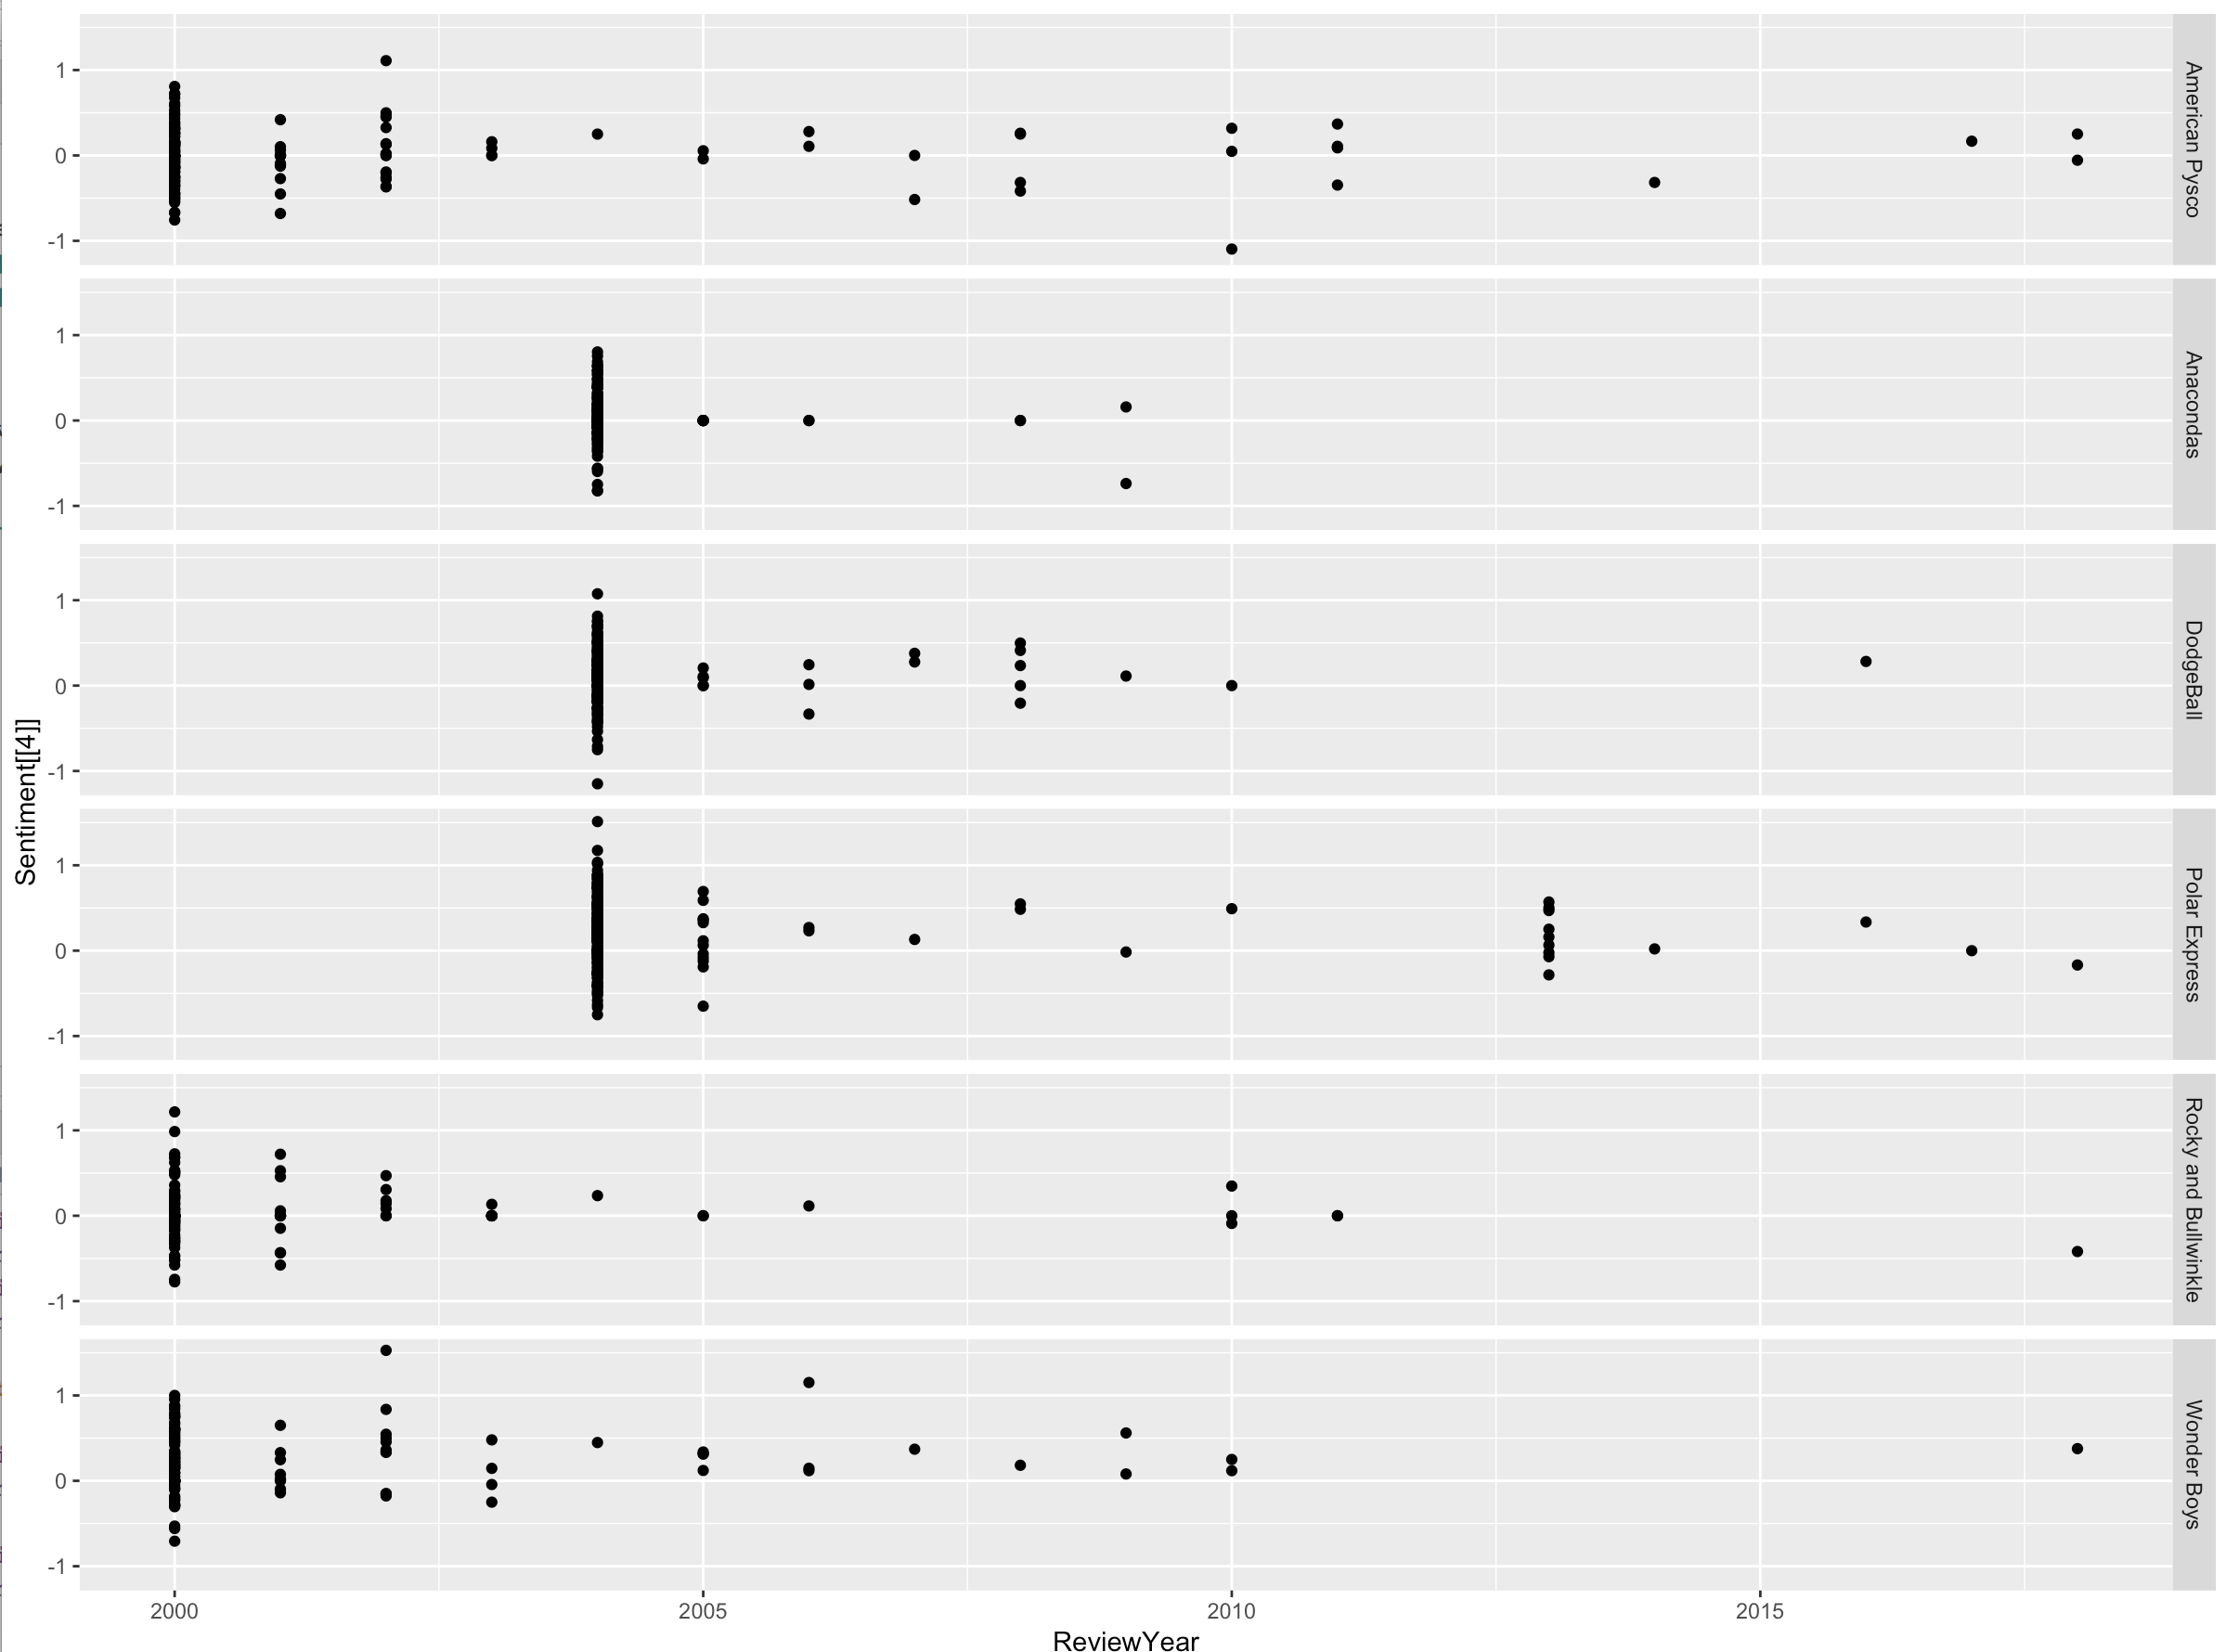 1
0
-1
American Pysco
1
0
-1
Anacondas
1
0
-1
DodgeBall
Sentiment[[4]]
1
0
-1
Polar Express
1
0
-1
Rocky and Bullwinkle
1
0
-1
Wonder Boys
2000 2005 2010 2015
ReviewYear